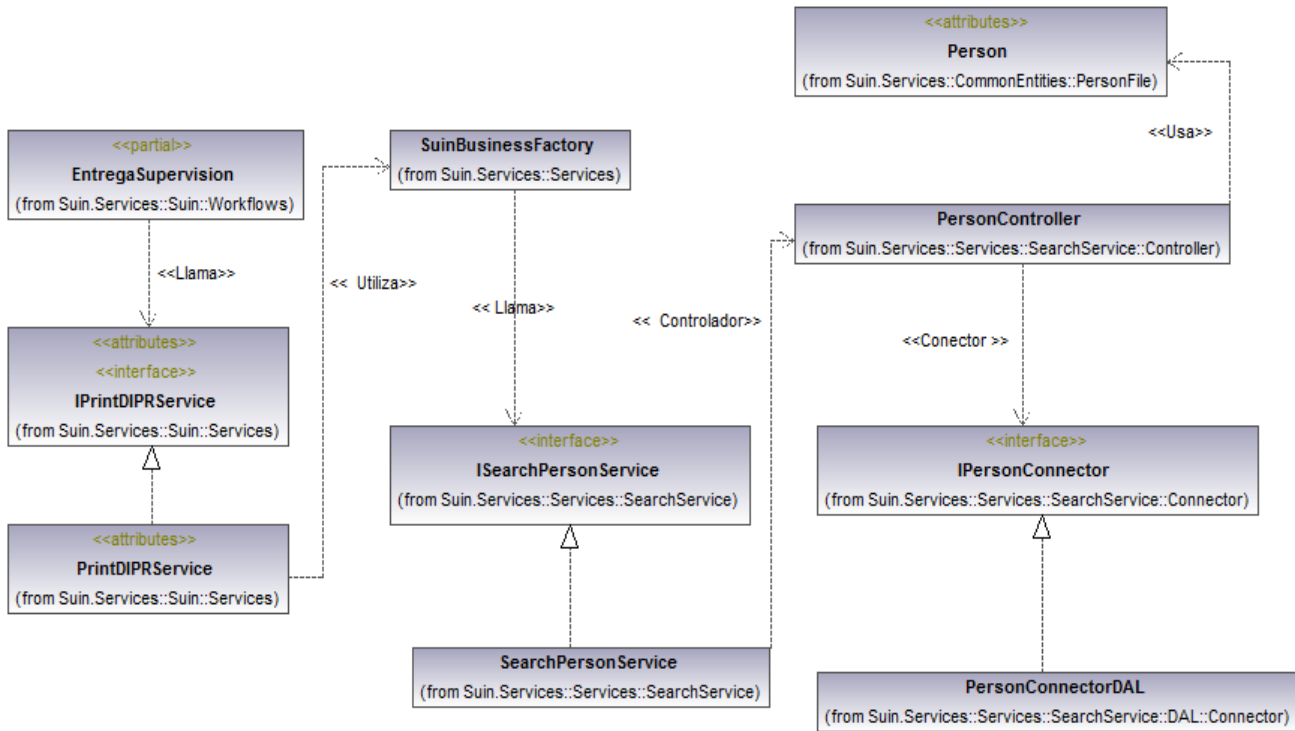 <<attributes>>
Person
(from Suin.Services::CommonEntities::PersonFile)
<<Usa>>
<<partial>>
EntregaSupervision
(from Suin.Services::Suin::Workflows)
SuinBusinessFactory
(from Suin.Services::Services)
PersonController
(from Suin.Services::Services::SearchService::Controller)
<<Llama>>
<< Utiliza>>
<< Llama>>
<< Controlador>>
<<Conector >>
<<attributes>>
<<interface>>
IPrintDIPRService
(from Suin.Services::Suin::Services)
<<interface>>
ISearchPersonService
(from Suin.Services::Services::SearchService)
<<interface>>
IPersonConnector
(from Suin.Services::Services::SearchService::Connector)
<<attributes>>
PrintDIPRService
(from Suin.Services::Suin::Services)
SearchPersonService
(from Suin.Services::Services::SearchService)
PersonConnectorDAL
(from Suin.Services::Services::SearchService::DAL::Connector)